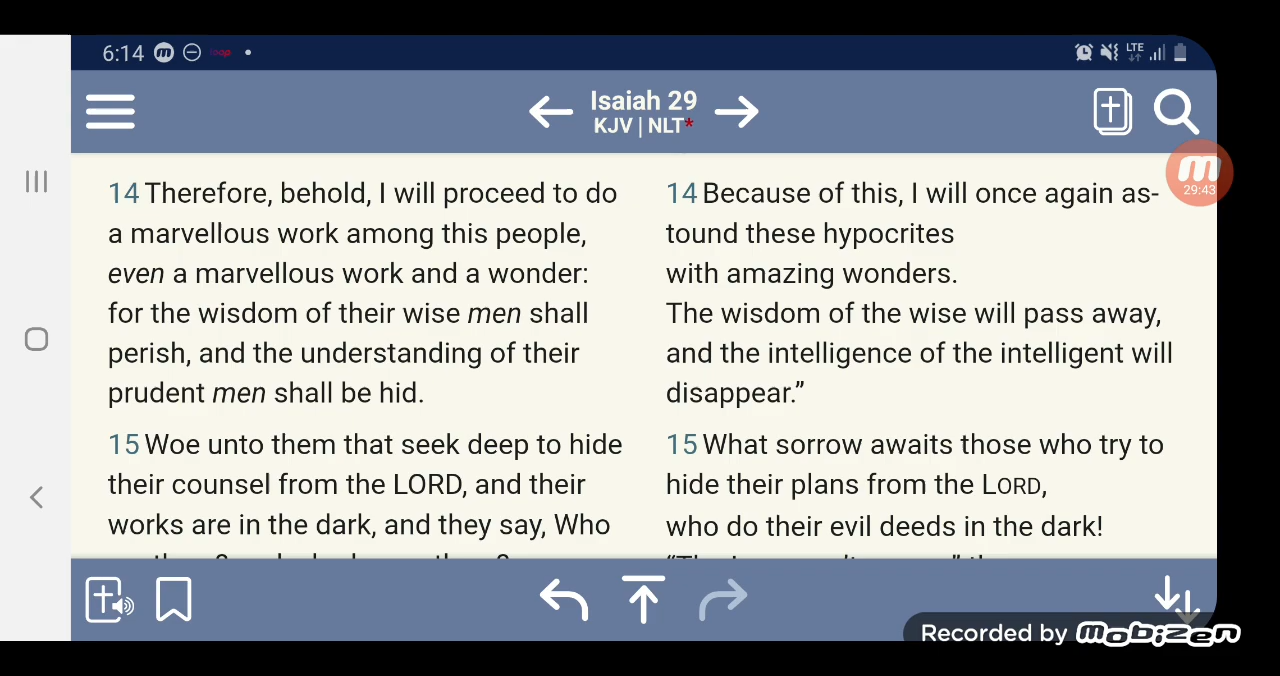 6:14
LTE
Isaiah 29
KJV | NLT*
29:43
14 Therefore, behold, I will proceed to do
a marvellous work among this people,
even a marvellous work and a wonder:
for the wisdom of their wise men shall
perish, and the understanding of their
prudent men shall be hid.
15 Woe unto them that seek deep to hide
their counsel from the LORD, and their
works are in the dark, and they say, Who
14 Because of this, I will once again as-
tound these hypocrites
with amazing wonders.
The wisdom of the wise will pass away,
and the intelligence of the intelligent will
disappear.”
15 What sorrow awaits those who try to
hide their plans from the LORD,
who do their evil deeds in the dark!
Recorded by Mobizen